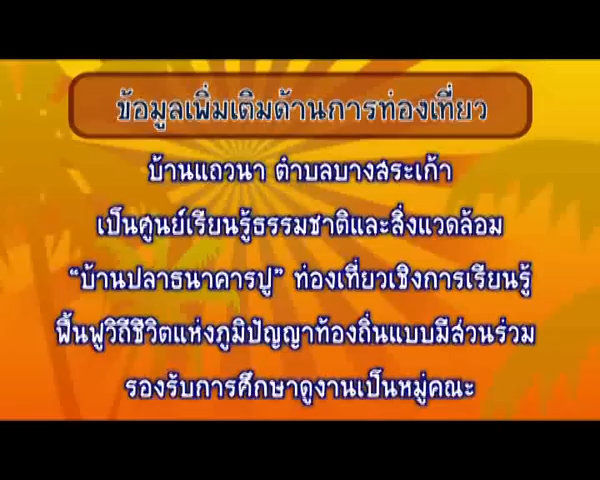 ข้อมูลเพิ่มเติมด้านการท่องเที่ยว
บ้านแถวนา ตำบลบางสระเก้า
เป็นศูนย์เรียนรู้ธรรมชาติและสิ่งแวดล้อม
“บ้านปลาธนาคารปู” ท่องเที่ยวเชิงการเรียนรู้
ฟื้นฟูวิถีชีวิตแห่งภูมิปัญญาท้องถิ่นแบบมีส่วนร่วม
รองรับการศึกษาดูงานเป็นหมู่คณะ